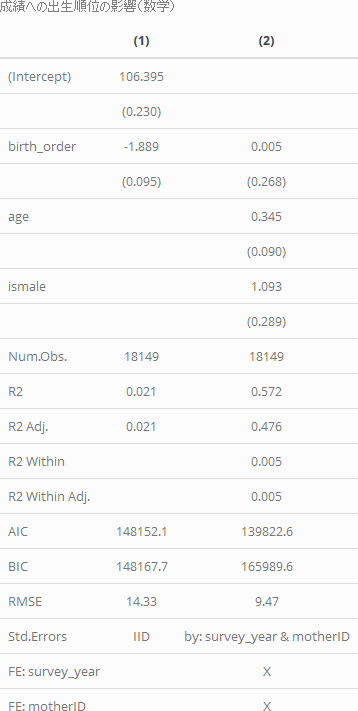 成績への出生順位の影響（数学）
(1) (2)
(Intercept) 106.395
(0.230)
birth_order -1.889 0.005
(0.095) (0.268)
age 0.345
(0.090)
ismale 1.093
(0.289)
Num.Obs. 18149 18149
R2 0.021 0.572
R2 Adj. 0.021 0.476
R2 Within 0.005
R2 Within Adj. 0.005
AIC 148152.1 139822.6
BIC 148167.7 165989.6
RMSE 14.33 9.47
Std.Errors IID by: survey_year & motherID
FE: survey_year X
FE: motherID X